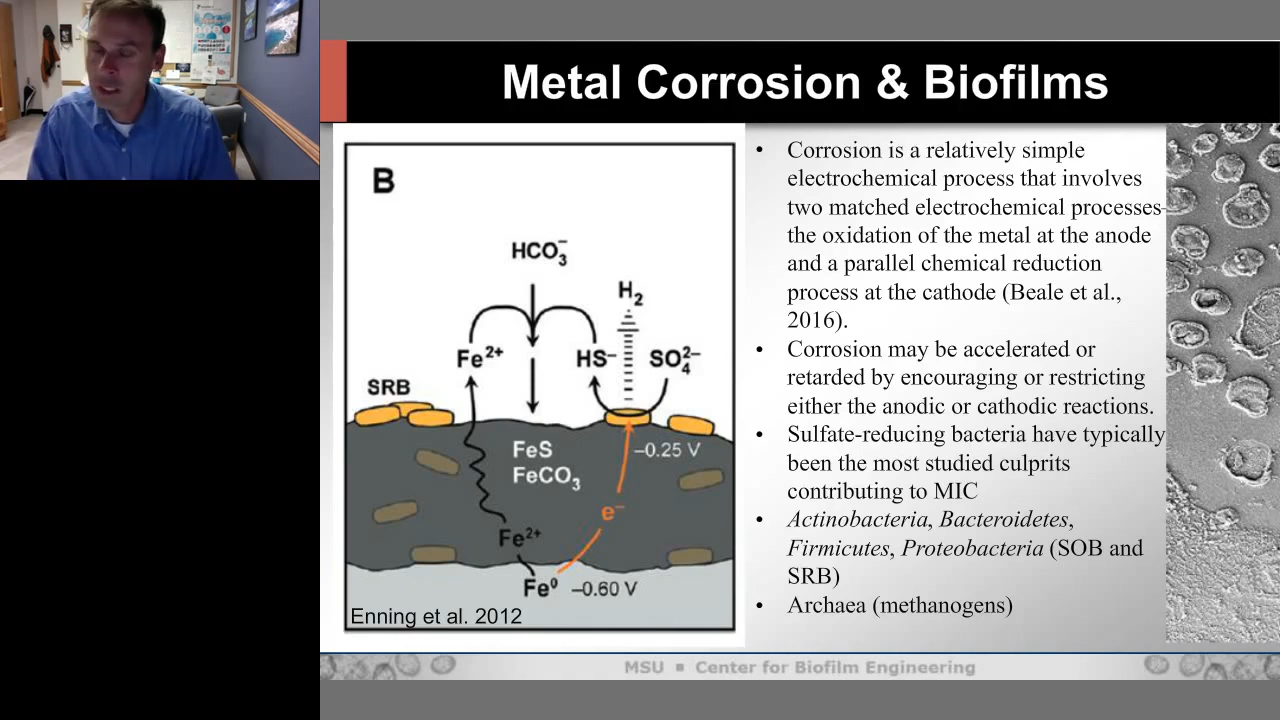 Metal Corrosion & Biofilms
B
HCO₃⁻
H₂
Fe²⁺
HS⁻
SO₄²⁻
SRB
FeS
FeCO₃
–0.25 V
e⁻
Fe²⁺
Fe⁰ –0.60 V
Enning et al. 2012
• Corrosion is a relatively simple
electrochemical process that involves
two matched electrochemical processes-
the oxidation of the metal at the anode
and a parallel chemical reduction
process at the cathode (Beale et al.,
2016).
• Corrosion may be accelerated or
retarded by encouraging or restricting
either the anodic or cathodic reactions.
• Sulfate-reducing bacteria have typically
been the most studied culprits
contributing to MIC
• Actinobacteria, Bacteroidetes,
Firmicutes, Proteobacteria (SOB and
SRB)
• Archaea (methanogens)
MSU ▪ Center for Biofilm Engineering